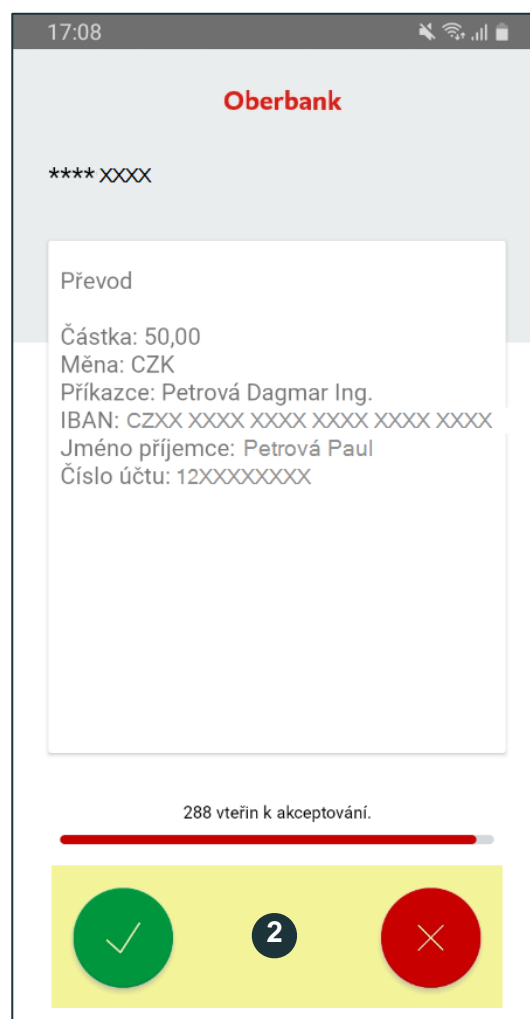 17:08
Oberbank
**** XXXX
Převod
Částka: 50,00
Měna: CZK
Příkazce: Petrová Dagmar Ing.
IBAN: CZXX XXXX XXXX XXXX XXXX XXXX
Jméno příjemce: Petrová Paul
Číslo účtu: 12XXXXXXXX
288 vteřin k akceptování.
2